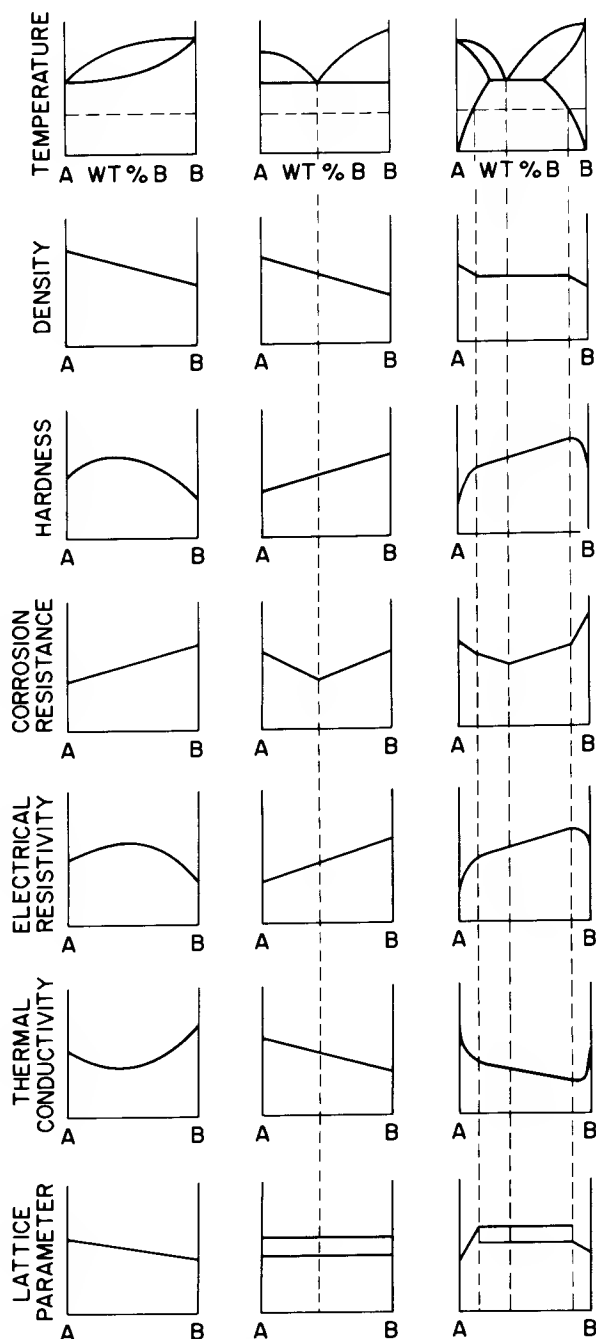 TEMPERATURE
A WT % B B
A WT % B B
A WT % B B
DENSITY
A B
A B
A B
HARDNESS
A B
A B
A B
CORROSION
RESISTANCE
A B
A B
A B
ELECTRICAL
RESISTIVITY
A B
A B
A B
THERMAL
CONDUCTIVITY
A B
A B
A B
LATTICE
PARAMETER
A B
A B
A B